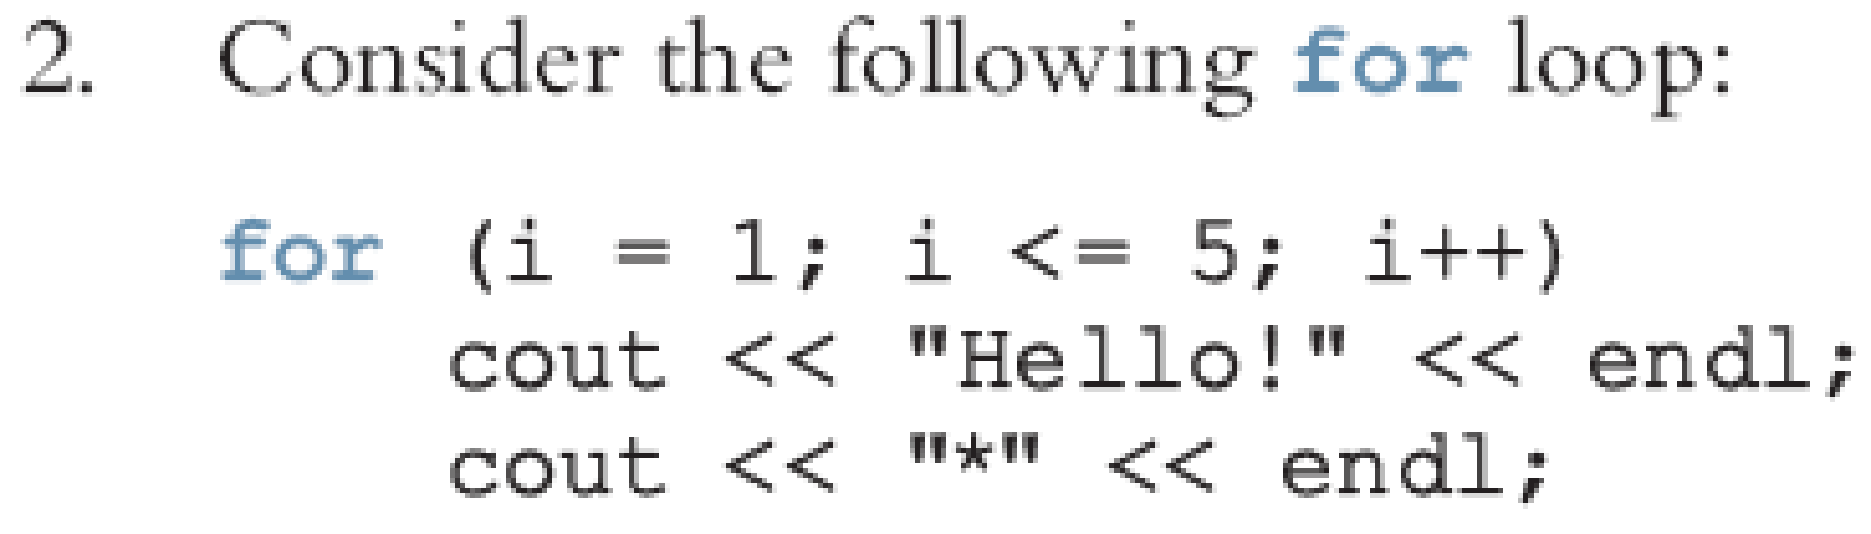 2. Consider the following for loop:
for (i = 1; i <= 5; i++)
cout << "Hello!" << endl;
cout << "*" << endl;